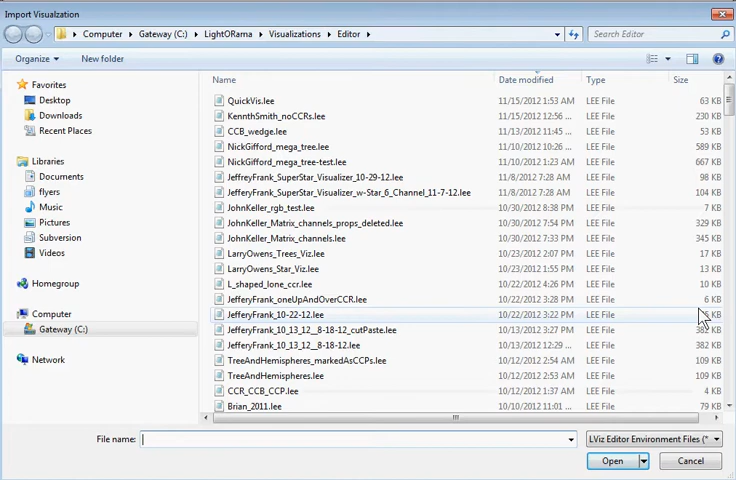 Import Visualzation
Computer Gateway (C:) LightORama Visualizations Editor Search Editor
Organize New folder
Name Date modified Type Size
Favorites
Desktop
Downloads
Recent Places
Libraries
Documents
flyers
Music
Pictures
Subversion
Videos
Homegroup
Computer
Gateway (C:)
Network
QuickVis.lee 11/15/2012 1:53 AM LEE File 63 KB
KennthSmith_noCCRs.lee 11/15/2012 12:56 ... LEE File 230 KB
CCB_wedge.lee 11/13/2012 11:45 ... LEE File 53 KB
NickGifford_mega_tree.lee 11/11/2012 10:26 ... LEE File 589 KB
NickGifford_mega_tree-test.lee 11/11/2012 1:23 AM LEE File 667 KB
JeffreyFrank_SuperStar_Visualizer_10-29-12.lee 11/8/2012 7:28 AM LEE File 98 KB
JefferyFrank_SuperStar_Visualizer_w-Star_6_Channel_11-7-12.lee 11/8/2012 7:28 AM LEE File 104 KB
JohnKeller_rgb_test.lee 10/30/2012 8:38 PM LEE File 7 KB
JohnKeller_Matrix_channels_props_deleted.lee 10/30/2012 7:54 PM LEE File 329 KB
JohnKeller_Matrix_channels.lee 10/30/2012 7:33 PM LEE File 345 KB
LarryOwens_Trees_Viz.lee 10/23/2012 2:07 PM LEE File 17 KB
LarryOwens_Star_Viz.lee 10/23/2012 1:55 PM LEE File 13 KB
L_shaped_lone_ccr.lee 10/22/2012 4:26 PM LEE File 10 KB
JefferyFrank_oneUpAndOverCCR.lee 10/22/2012 3:28 PM LEE File 6 KB
JefferyFrank_10-22-12.lee 10/22/2012 3:22 PM LEE File KB
JefferyFrank_10_13_12__8-18-12_cutPaste.lee 10/13/2012 3:27 PM LEE File 382 KB
JefferyFrank_10_13_12__8-18-12.lee 10/13/2012 12:29 ... LEE File 382 KB
TreeAndHemispheres_markedAsCCPs.lee 10/12/2012 2:54 AM LEE File 109 KB
TreeAndHemispheres.lee 10/12/2012 2:53 AM LEE File 109 KB
CCR_CCB_CCP.lee 10/12/2012 1:37 AM LEE File 4 KB
Brian_2011.lee 10/10/2012 11:01 ... LEE File 79 KB
File name: LViz Editor Environment Files (*
Open Cancel